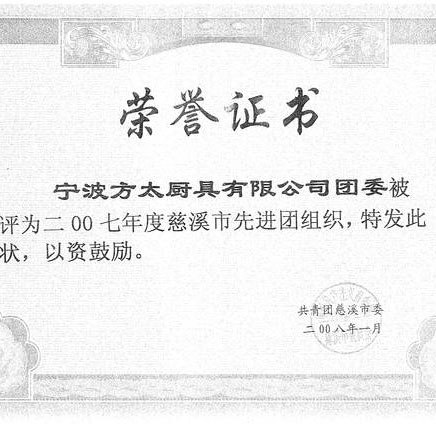 荣誉证书
宁波方太厨具有限公司团委被
评为二00七年度慈溪市先进团组织，特发此
状，以资鼓励。
共青团慈溪市委
二00八年一月